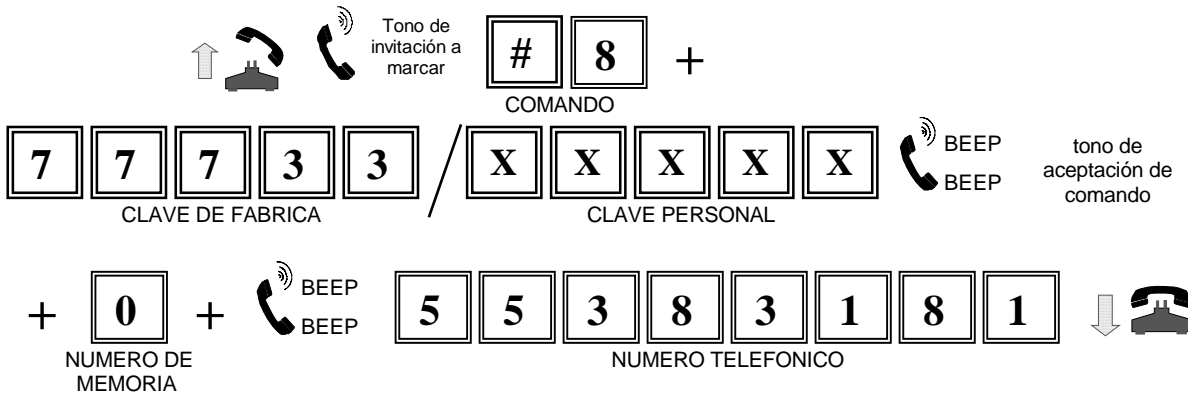 Tono de
invitación a
marcar
# 8 +
COMANDO
7 7 7 3 3 / X X X X X
BEEP
BEEP
tono de
aceptación de
comando
CLAVE DE FABRICA
CLAVE PERSONAL
+ 0 +
BEEP
BEEP
5 5 3 8 3 1 8 1
NUMERO DE
MEMORIA
NUMERO TELEFONICO